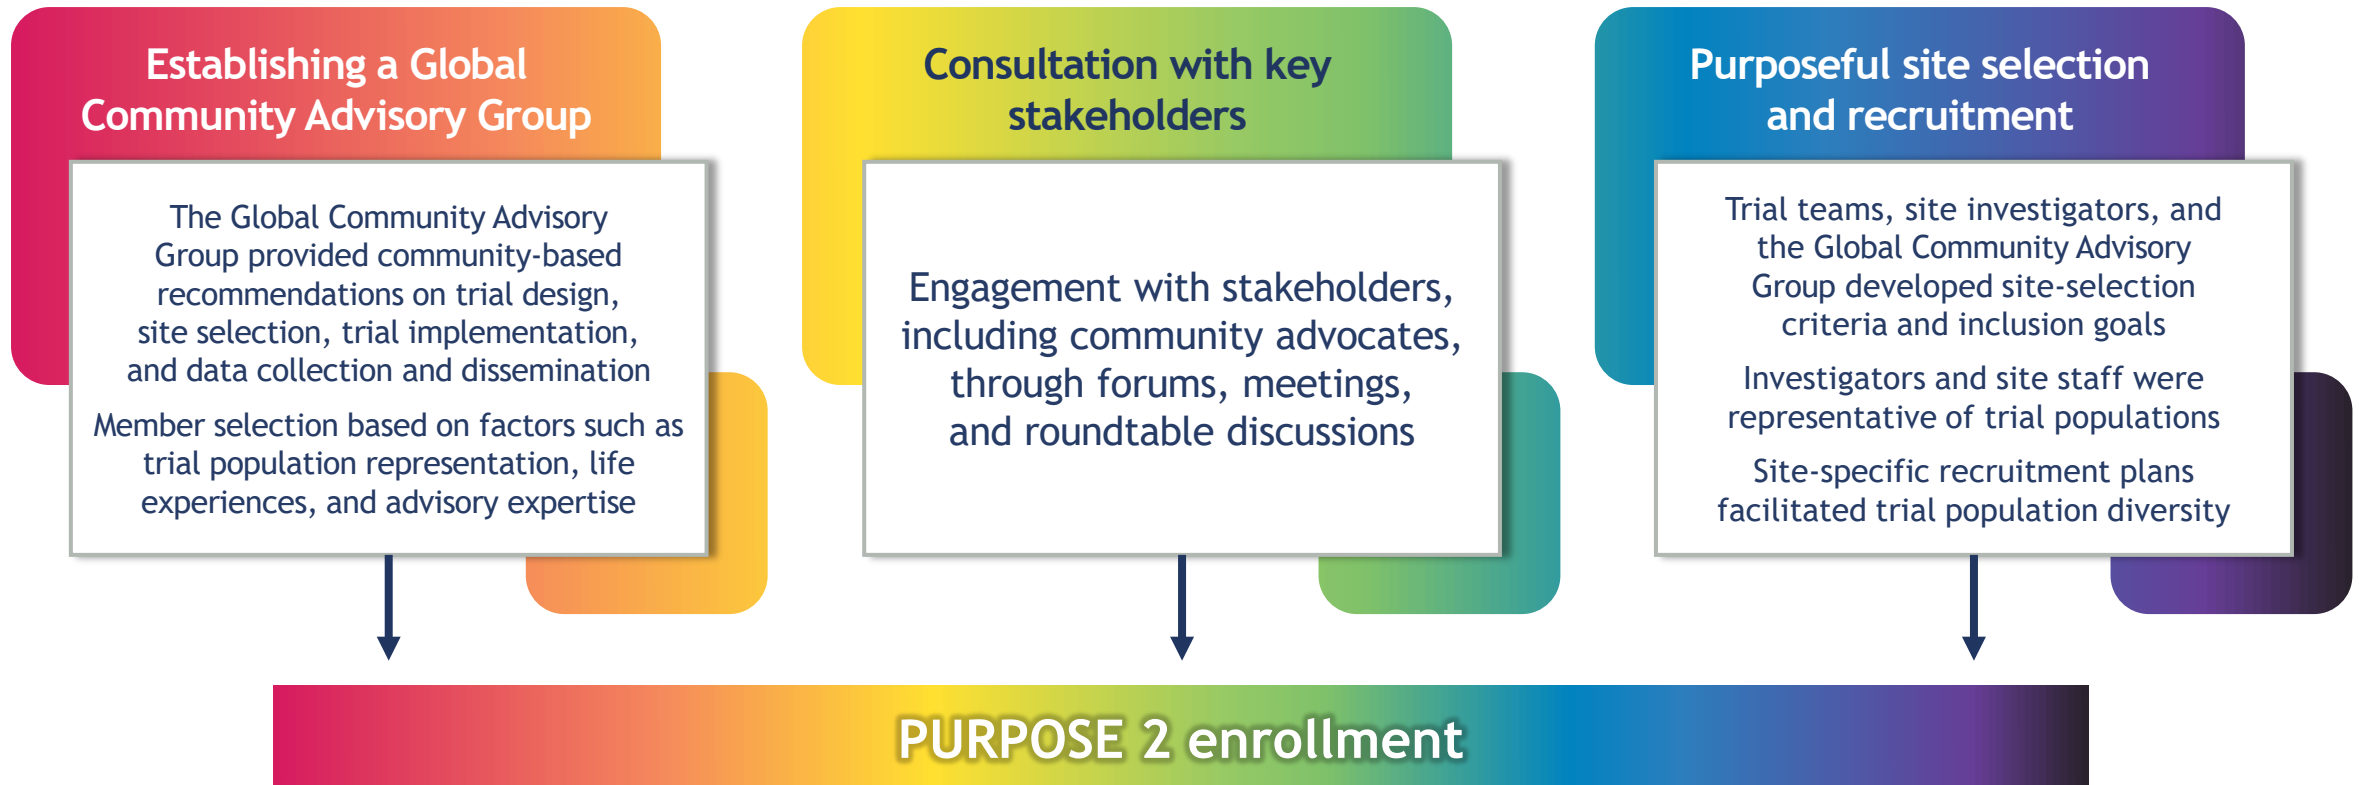 Establishing a Global
Community Advisory Group
The Global Community Advisory
Group provided community-based
recommendations on trial design,
site selection, trial implementation,
and data collection and dissemination
Member selection based on factors such as
trial population representation, life
experiences, and advisory expertise
Consultation with key
stakeholders
Engagement with stakeholders,
including community advocates,
through forums, meetings,
and roundtable discussions
Purposeful site selection
and recruitment
Trial teams, site investigators, and
the Global Community Advisory
Group developed site-selection
criteria and inclusion goals
Investigators and site staff were
representative of trial populations
Site-specific recruitment plans
facilitated trial population diversity
PURPOSE 2 enrollment